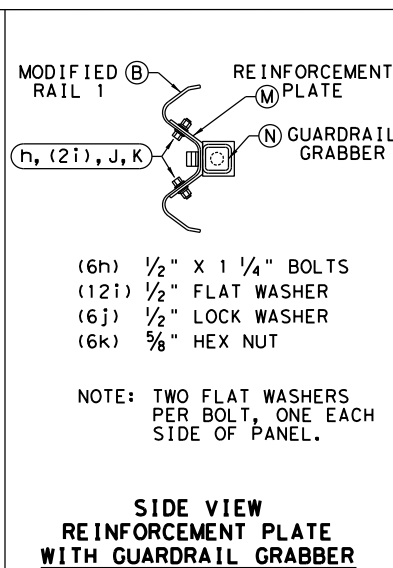 MODIFIED B
RAIL 1
REINFORCEMENT
M PLATE
N GUARDRAIL
GRABBER
h, (2i), J, K
(6h) 1/2" X 1 1/4" BOLTS
(12i) 1/2" FLAT WASHER
(6j) 1/2" LOCK WASHER
(6k) 5/8" HEX NUT
NOTE: TWO FLAT WASHERS
PER BOLT, ONE EACH
SIDE OF PANEL.
SIDE VIEW
REINFORCEMENT PLATE
WITH GUARDRAIL GRABBER